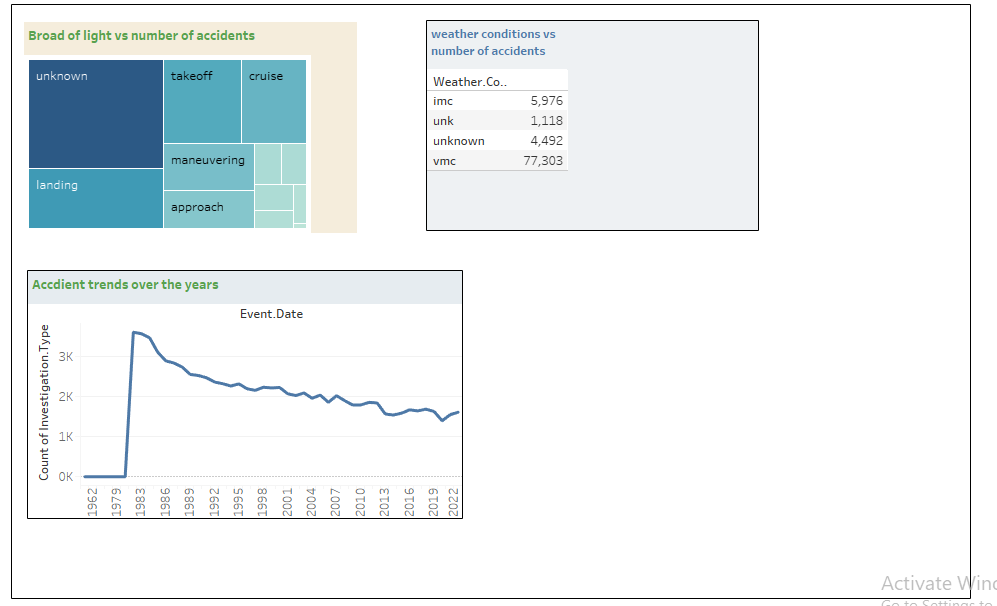 Broad of light vs number of accidents
unknown
takeoff
cruise
maneuvering
landing
approach
weather conditions vs
number of accidents
Weather.Co..
imc 5,976
unk 1,118
unknown 4,492
vmc 77,303
Accdient trends over the years
Event.Date
Count of Investigation.Type
3K
2K
1K
0K
1962 1979 1983 1986 1989 1992 1995 1998 2001 2004 2007 2010 2013 2016 2019 2022
Activate Wind
Go to Settings to